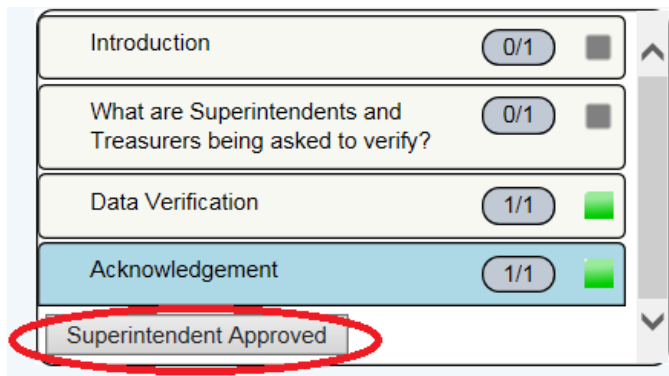 Introduction 0/1
What are Superintendents and 0/1
Treasurers being asked to verify?
Data Verification 1/1
Acknowledgement 1/1
Superintendent Approved